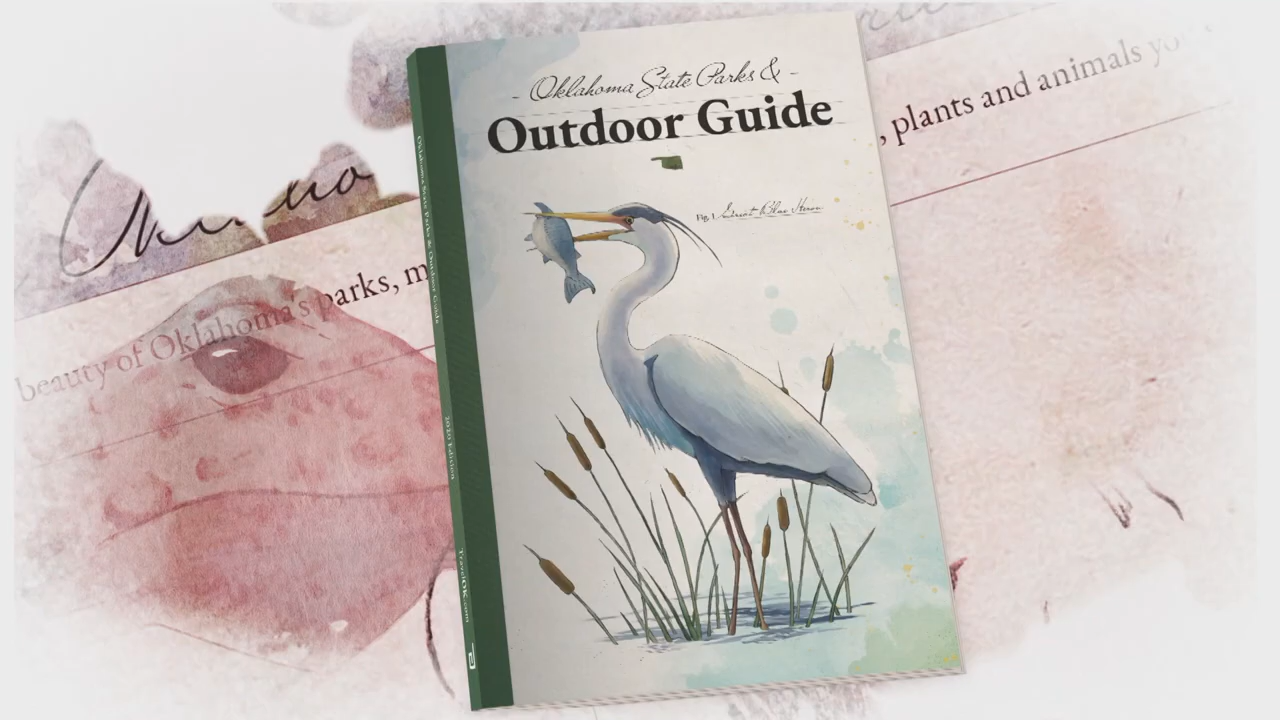 Oklahoma State Parks &
Outdoor Guide
Fig. 1 Great Blue Heron
Oklahoma State Parks & Outdoor Guide
2020 Edition
TravelOK.com
beauty of Oklahoma's parks, m
, plants and animals yo